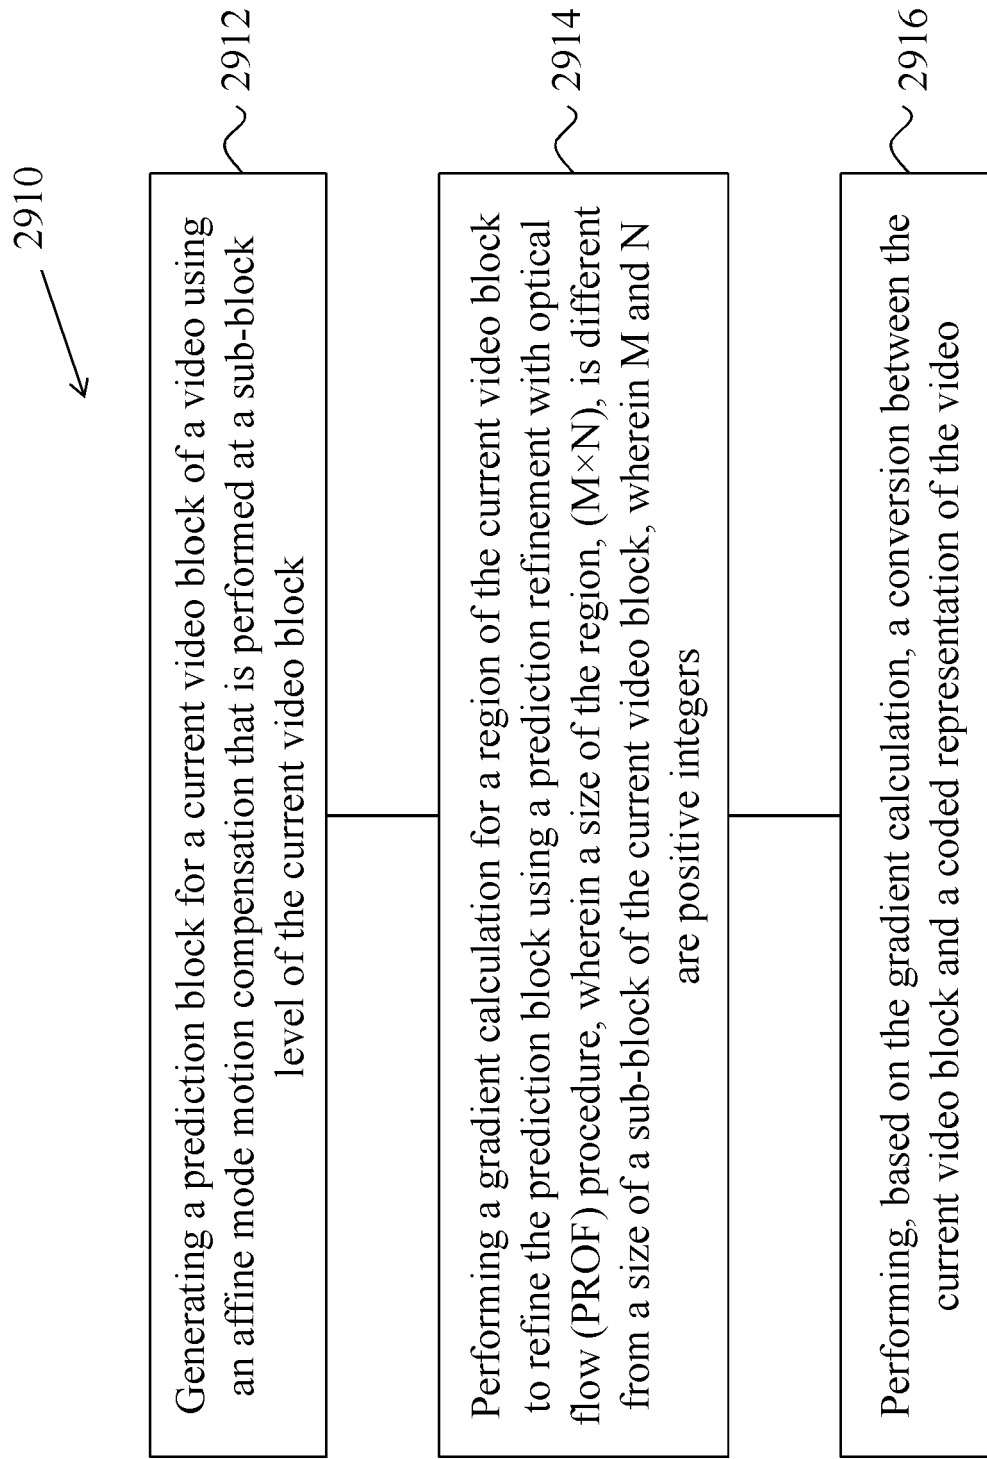 2910
Generating a prediction block for a current video block of a video using
an affine mode motion compensation that is performed at a sub-block
level of the current video block
2912
Performing a gradient calculation for a region of the current video block
to refine the prediction block using a prediction refinement with optical
flow (PROF) procedure, wherein a size of the region, (M×N), is different
from a size of a sub-block of the current video block, wherein M and N
are positive integers
2914
Performing, based on the gradient calculation, a conversion between the
current video block and a coded representation of the video
2916